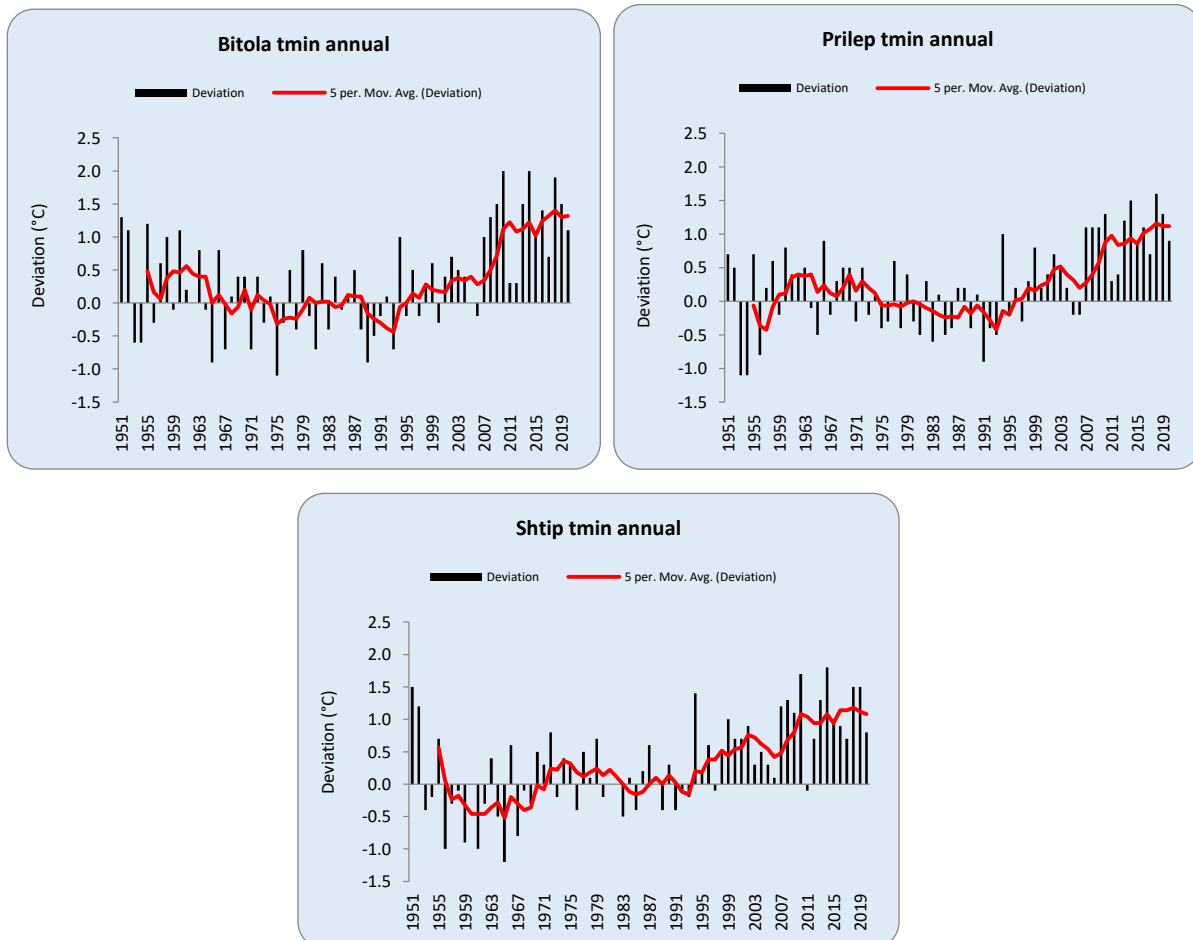 Bitola tmin annual
Deviation
5 per. Mov. Avg. (Deviation)
Deviation (°C)
2.5
2.0
1.5
1.0
0.5
0.0
-0.5
-1.0
-1.5
1951 1955 1959 1963 1967 1971 1975 1979 1983 1987 1991 1995 1999 2003 2007 2011 2015 2019
Prilep tmin annual
Deviation
5 per. Mov. Avg. (Deviation)
Deviation (°C)
2.5
2.0
1.5
1.0
0.5
0.0
-0.5
-1.0
-1.5
1951 1955 1959 1963 1967 1971 1975 1979 1983 1987 1991 1995 1999 2003 2007 2011 2015 2019
Shtip tmin annual
Deviation
5 per. Mov. Avg. (Deviation)
Deviation (°C)
2.5
2.0
1.5
1.0
0.5
0.0
-0.5
-1.0
-1.5
1951 1955 1959 1963 1967 1971 1975 1979 1983 1987 1991 1995 1999 2003 2007 2011 2015 2019